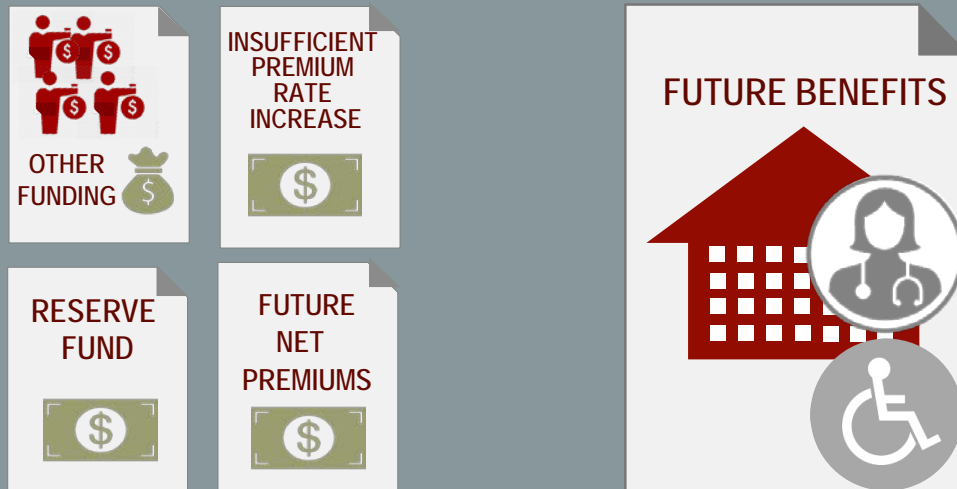 OTHER
FUNDING
$
$
$
$
$
INSUFFICIENT
PREMIUM
RATE
INCREASE
$
RESERVE
FUND
$
FUTURE
NET
PREMIUMS
$
FUTURE BENEFITS